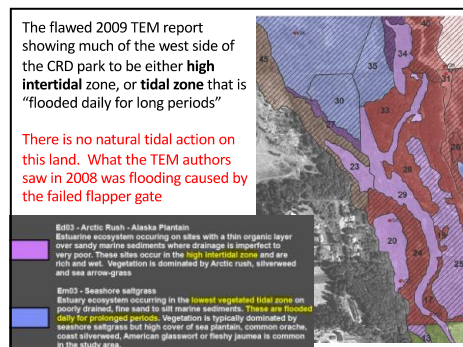 The flawed 2009 TEM report
showing much of the west side of
the CRD park to be either high
intertidal zone, or tidal zone that is
“flooded daily for long periods”
There is no natural tidal action on
this land. What the TEM authors
saw in 2008 was flooding caused by
the failed flapper gate
Ed03 - Arctic Rush - Alaska Plantain
Estuarine ecosystem occuring on sites with a thin organic layer
over sandy marine sediments where drainage is imperfect to
very poor. These sites occur in the high intertidal zone and are
rich and wet. Vegetation is dominated by Arctic rush, silverweed
and sea arrow-grass
Em03 - Seashore saltgrass
Estuary ecosystem occurring in the lowest vegetated tidal zone on
poorly drained, fine sand to silt marine sediments. These are flooded
daily for prolonged periods. Vegetation is typically dominated by
seashore saltgrass but high cover of sea plantain, common orache,
coast silverweed, American glasswort or fleshy jaumea is common
in the study area.
40
34
45
35
31
30
33
27
23
26
28
29
20
24
17
43